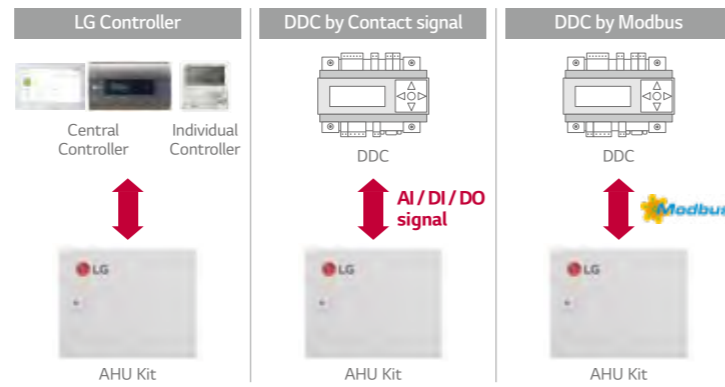 LG Controller
Central
Controller
Individual
Controller
LG
AHU Kit
DDC by Contact signal
DDC
AI / DI / DO
signal
LG
AHU Kit
DDC by Modbus
DDC
Modbus
LG
AHU Kit